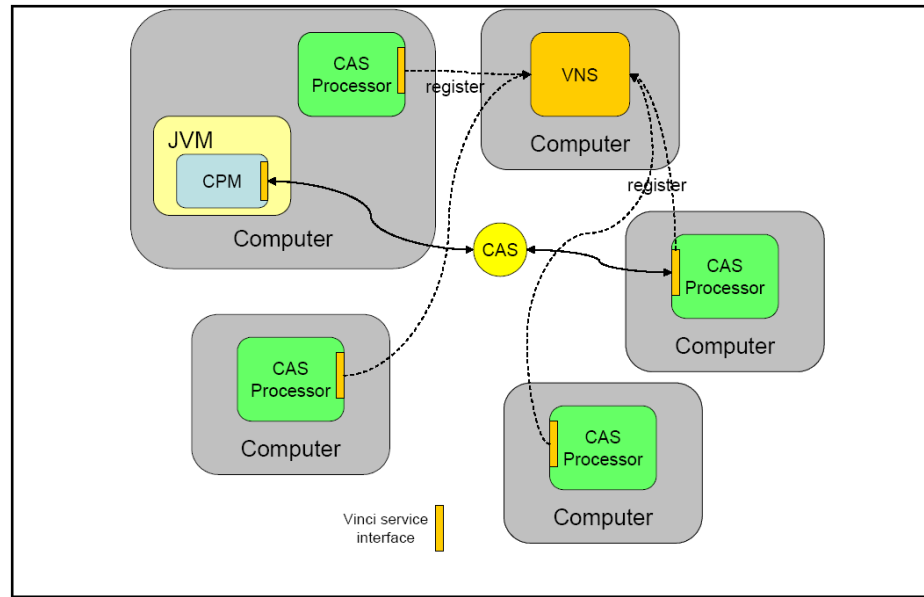 CAS
Processor
register
VNS
Computer
JVM
CPM
Computer
register
CAS
CAS
Processor
Computer
CAS
Processor
Computer
CAS
Processor
Computer
Vinci service
interface